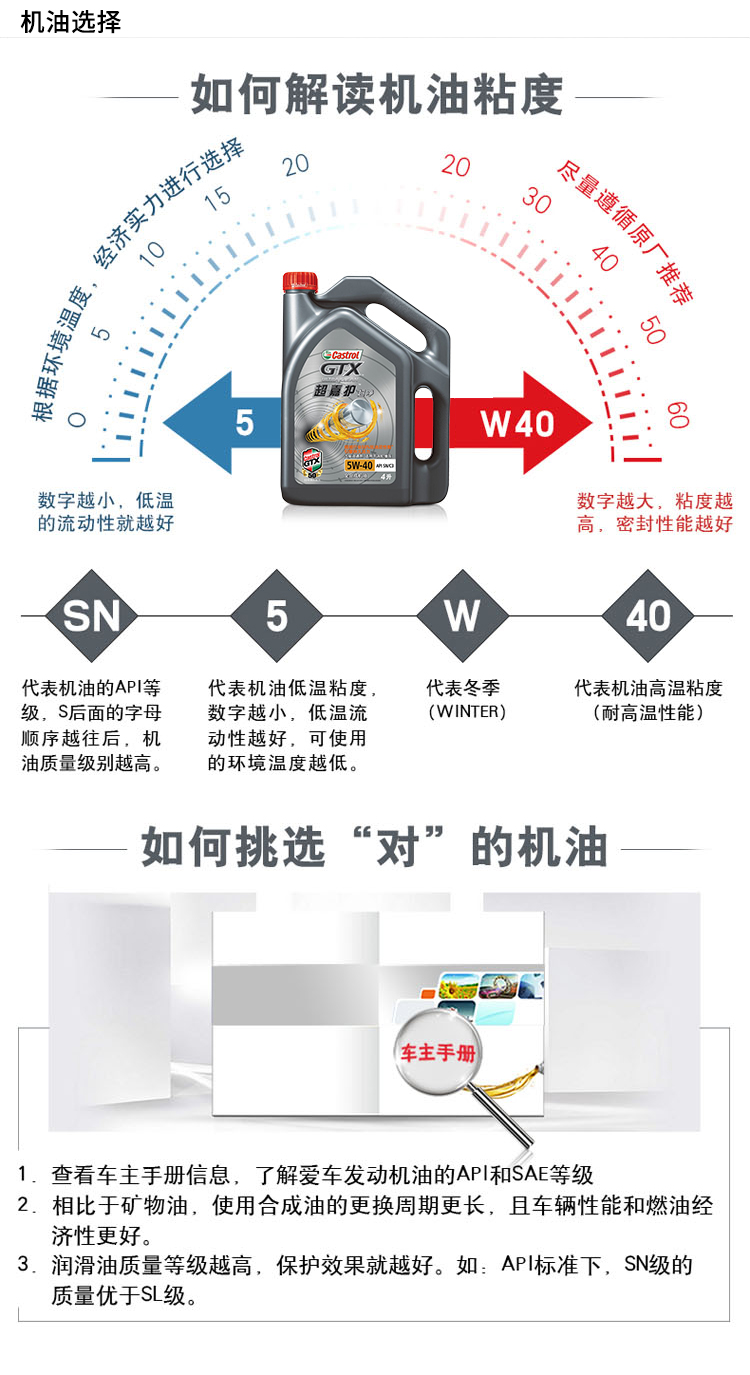 机油选择
如何解读机油粘度
根据环境温度，经济实力进行选择
0
5
10
15
20
20
30
40
50
60
尽量遵循原厂推荐
5
W40
Castrol
GTX
超嘉护
Castrol
GTX
5W-40 API SN/C3
4升
数字越小，低温
的流动性就越好
数字越大，粘度越
高，密封性能越好
SN
5
W
40
代表机油的API等
级，S后面的字母
顺序越往后，机
油质量级别越高。
代表机油低温粘度，
数字越小，低温流
动性越好，可使用
的环境温度越低。
代表冬季
（WINTER）
代表机油高温粘度
（耐高温性能）
如何挑选“对”的机油
车主手册
1. 查看车主手册信息，了解爱车发动机油的API和SAE等级
2. 相比于矿物油，使用合成油的更换周期更长，且车辆性能和燃油经
济性更好。
3. 润滑油质量等级越高，保护效果就越好。如：API标准下，SN级的
质量优于SL级。